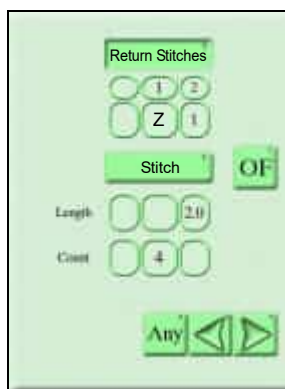 Return Stitches
1 2
Z 1
Stitch OF
Length 2.0
Count 4
Any